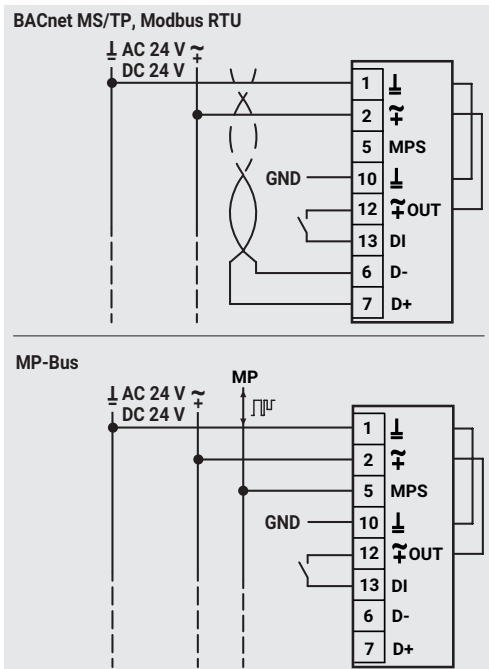 BACnet MS/TP, Modbus RTU
⊥ AC 24 V ~
DC 24 V +
1 ⊥
2 ~+
5 MPS
GND 10 ⊥
12 ~+ OUT
13 DI
6 D-
7 D+
MP-Bus
MP
⊥ AC 24 V ~
DC 24 V +
1 ⊥
2 ~+
5 MPS
GND 10 ⊥
12 ~+ OUT
13 DI
6 D-
7 D+